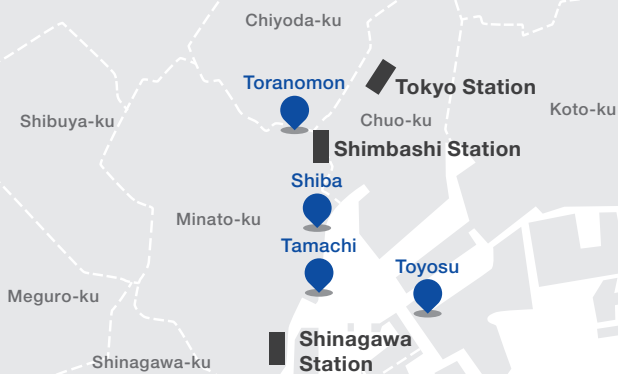 Chiyoda-ku
Toranomon
Tokyo Station
Koto-ku
Shibuya-ku
Chuo-ku
Shimbashi Station
Shiba
Minato-ku
Tamachi
Toyosu
Meguro-ku
Shinagawa
Station
Shinagawa-ku